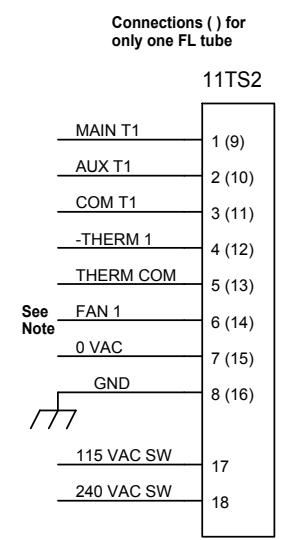 Connections ( ) for
only one FL tube
11TS2
MAIN T1 1 (9)
AUX T1 2 (10)
COM T1 3 (11)
-THERM 1 4 (12)
THERM COM 5 (13)
See
Note
FAN 1 6 (14)
0 VAC 7 (15)
GND 8 (16)
115 VAC SW 17
240 VAC SW 18